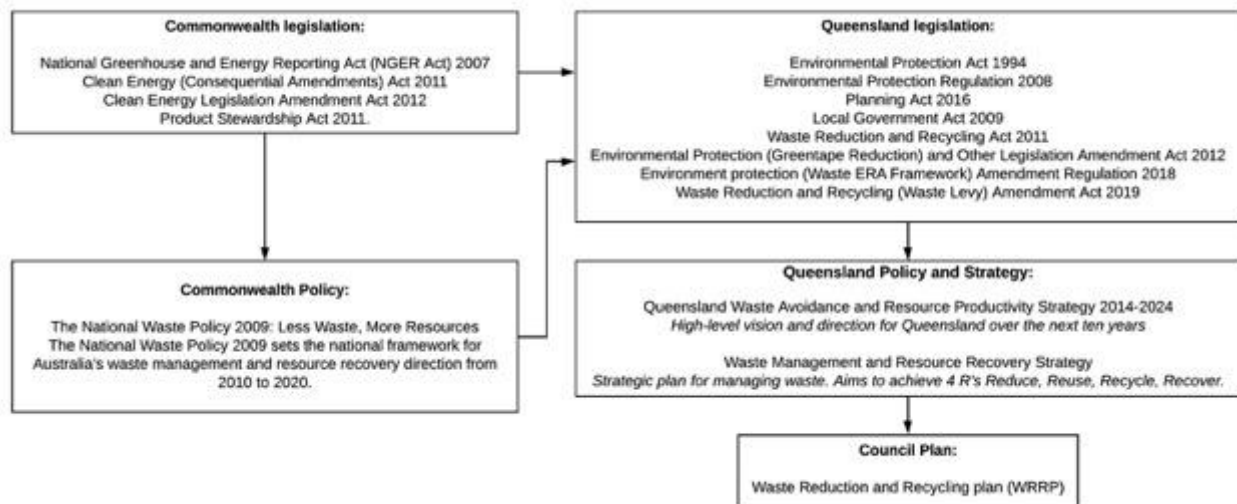 Commonwealth legislation:
National Greenhouse and Energy Reporting Act (NGER Act) 2007
Clean Energy (Consequential Amendments) Act 2011
Clean Energy Legislation Amendment Act 2012
Product Stewardship Act 2011.
Queensland legislation:
Environmental Protection Act 1994
Environmental Protection Regulation 2008
Planning Act 2016
Local Government Act 2009
Waste Reduction and Recycling Act 2011
Environmental Protection (Greentape Reduction) and Other Legislation Amendment Act 2012
Environment protection (Waste ERA Framework) Amendment Regulation 2018
Waste Reduction and Recycling (Waste Levy) Amendment Act 2019
Commonwealth Policy:
The National Waste Policy 2009: Less Waste, More Resources
The National Waste Policy 2009 sets the national framework for
Australia's waste management and resource recovery direction from
2010 to 2020.
Queensland Policy and Strategy:
Queensland Waste Avoidance and Resource Productivity Strategy 2014-2024
High-level vision and direction for Queensland over the next ten years
Waste Management and Resource Recovery Strategy
Strategic plan for managing waste. Aims to achieve 4 R's Reduce, Reuse, Recycle, Recover.
Council Plan:
Waste Reduction and Recycling plan (WRRP)